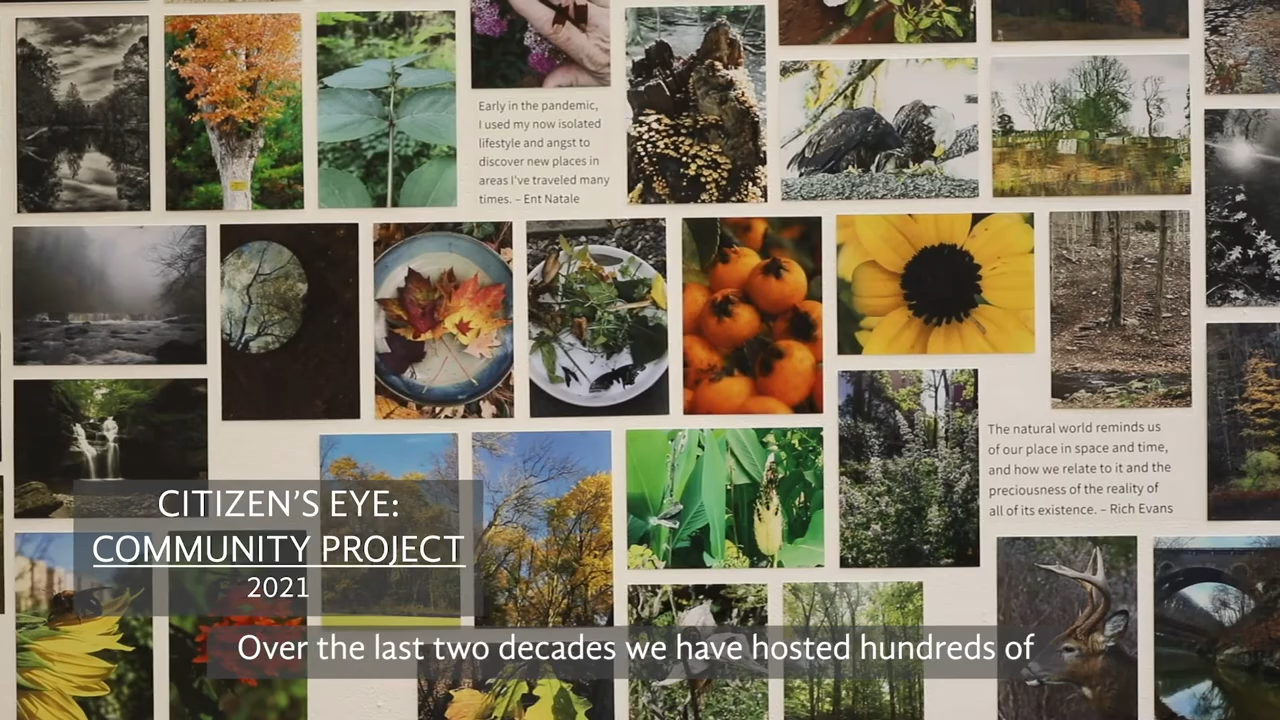 Early in the pandemic,
I used my now isolated
lifestyle and angst to
discover new places in
areas I've traveled many
times. – Ent Natale
The natural world reminds us
of our place in space and time,
and how we relate to it and the
preciousness of the reality of
all of its existence. – Rich Evans
CITIZEN'S EYE:
COMMUNITY PROJECT
2021
Over the last two decades we have hosted hundreds of